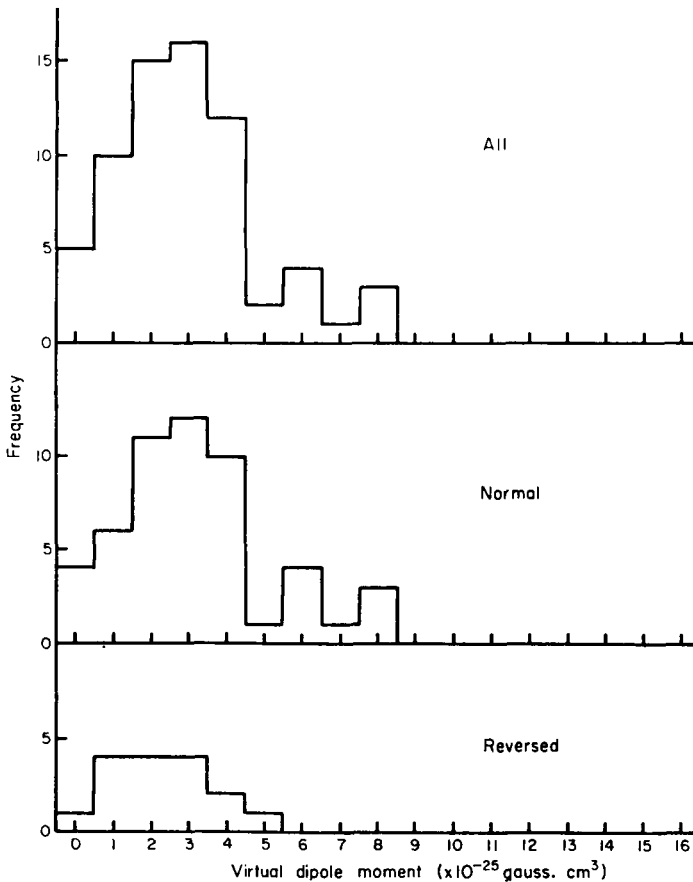 15
10
5
0
All
Frequency
10
5
0
Normal
5
0
Reversed
0 1 2 3 4 5 6 7 8 9 10 11 12 13 14 15 16
Virtual dipole moment (x10⁻²⁵ gauss. cm³)